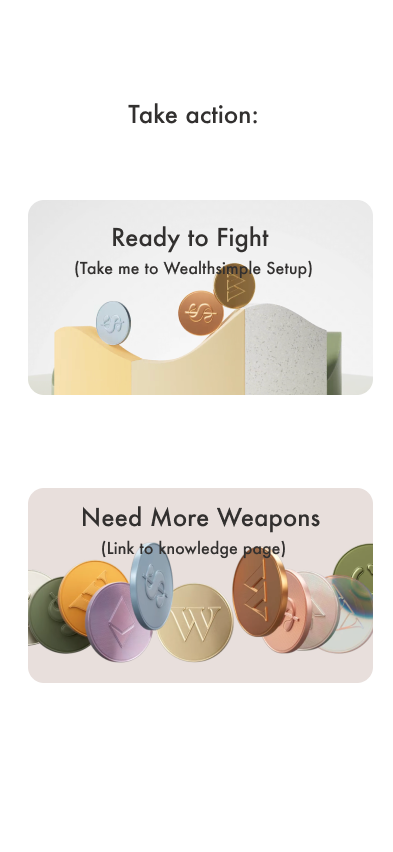 Take action:
Ready to Fight
(Take me to Wealthsimple Setup)
Need More Weapons
(Link to knowledge page)
W